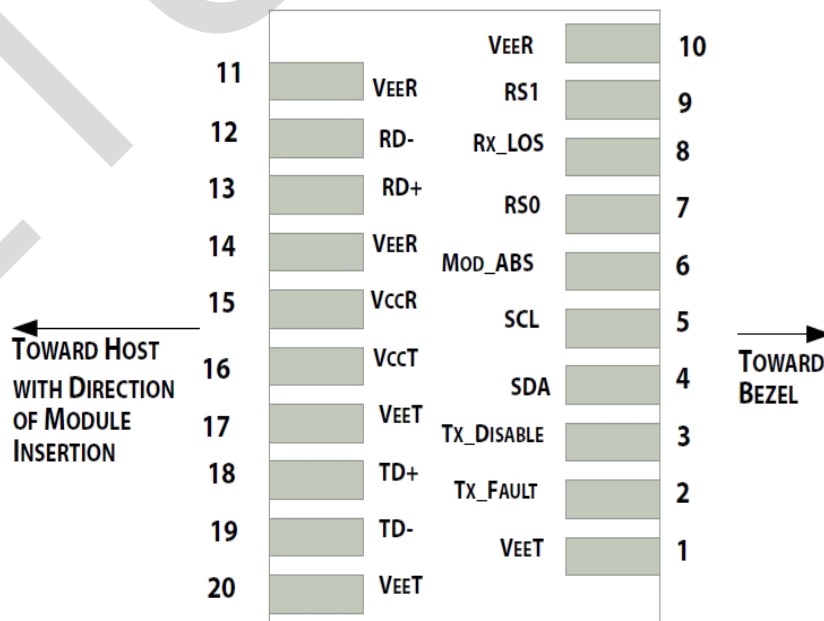 VEER 10
11 VEER
RS1 9
12 RD-
RX_LOS 8
13 RD+
RS0 7
14 VEER
MOD_ABS 6
15 VCCR
SCL 5
TOWARD HOST
WITH DIRECTION
OF MODULE
INSERTION
TOWARD
BEZEL
16 VCCT
SDA 4
17 VEET
TX_DISABLE 3
18 TD+
TX_FAULT 2
19 TD-
VEET 1
20 VEET